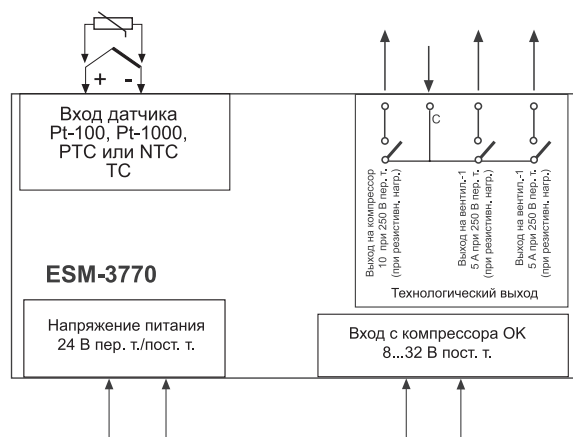 + -
Вход датчика
Pt-100, Pt-1000,
PTC или NTC
TC
C
Выход на компрессор
10 при 250 В пер. т.
(при резистивн. нагр.)
Выход на вентил.-1
5 А при 250 В пер. т.
(при резистивн. нагр.)
Выход на вентил.-1
5 А при 250 В пер. т.
(при резистивн. нагр.)
Технологический выход
ESM-3770
Напряжение питания
24 В пер. т./пост. т.
Вход с компрессора OK
8...32 В пост. т.